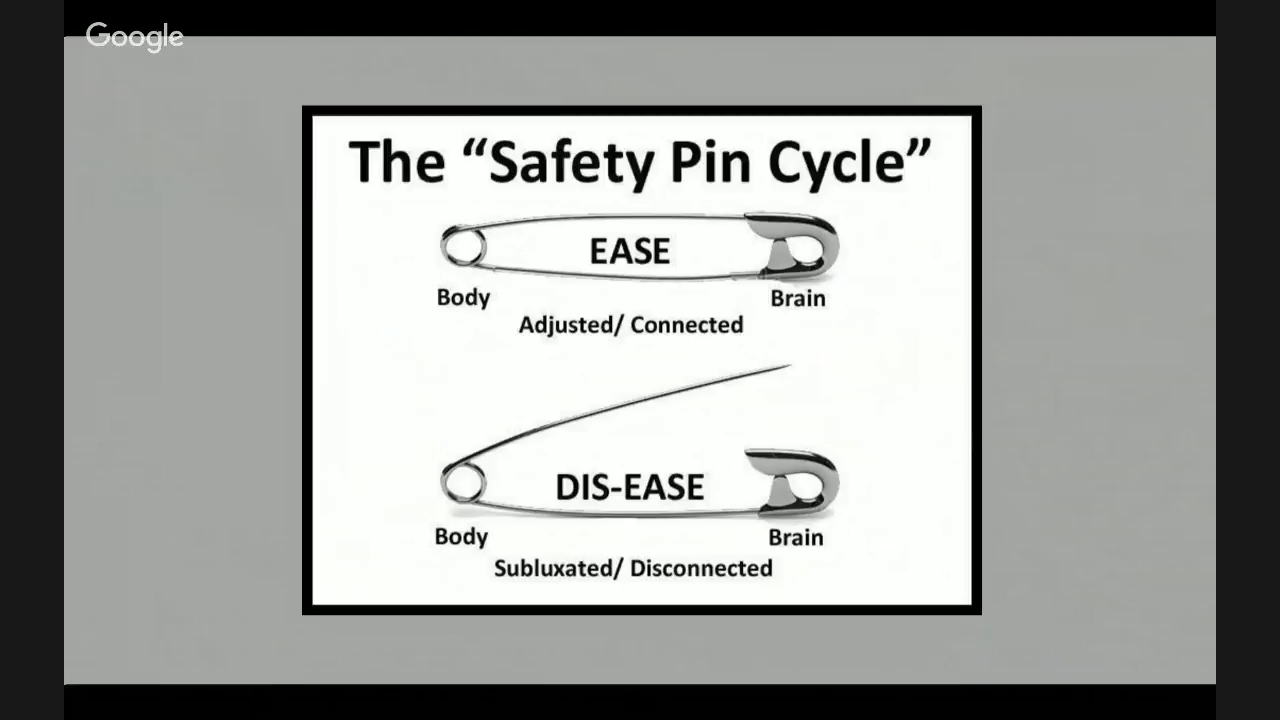 Google
The “Safety Pin Cycle”
EASE
Body
Brain
Adjusted/ Connected
DIS-EASE
Body
Brain
Subluxated/ Disconnected